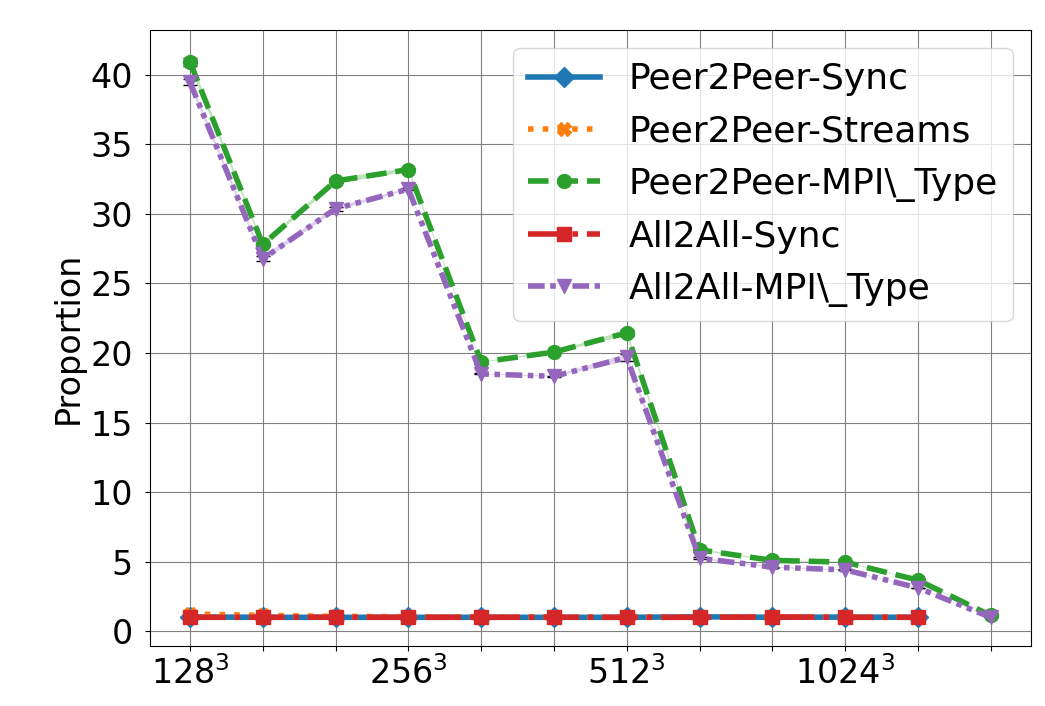 Proportion
40
35
30
25
20
15
10
5
0
128³
256³
512³
1024³
Peer2Peer-Sync
Peer2Peer-Streams
Peer2Peer-MPI\_Type
All2All-Sync
All2All-MPI\_Type